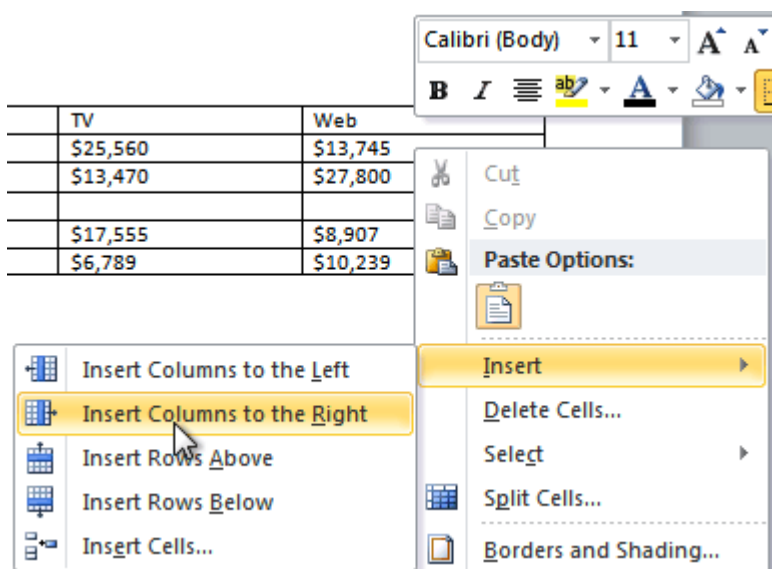 Calibri (Body) 11 A A
B I ab A
TV Web
$25,560 $13,745
$13,470 $27,800
$17,555 $8,907
$6,789 $10,239
Cut
Copy
Paste Options:
Insert
Delete Cells...
Select
Split Cells...
Borders and Shading...
Insert Columns to the Left
Insert Columns to the Right
Insert Rows Above
Insert Rows Below
Insert Cells...